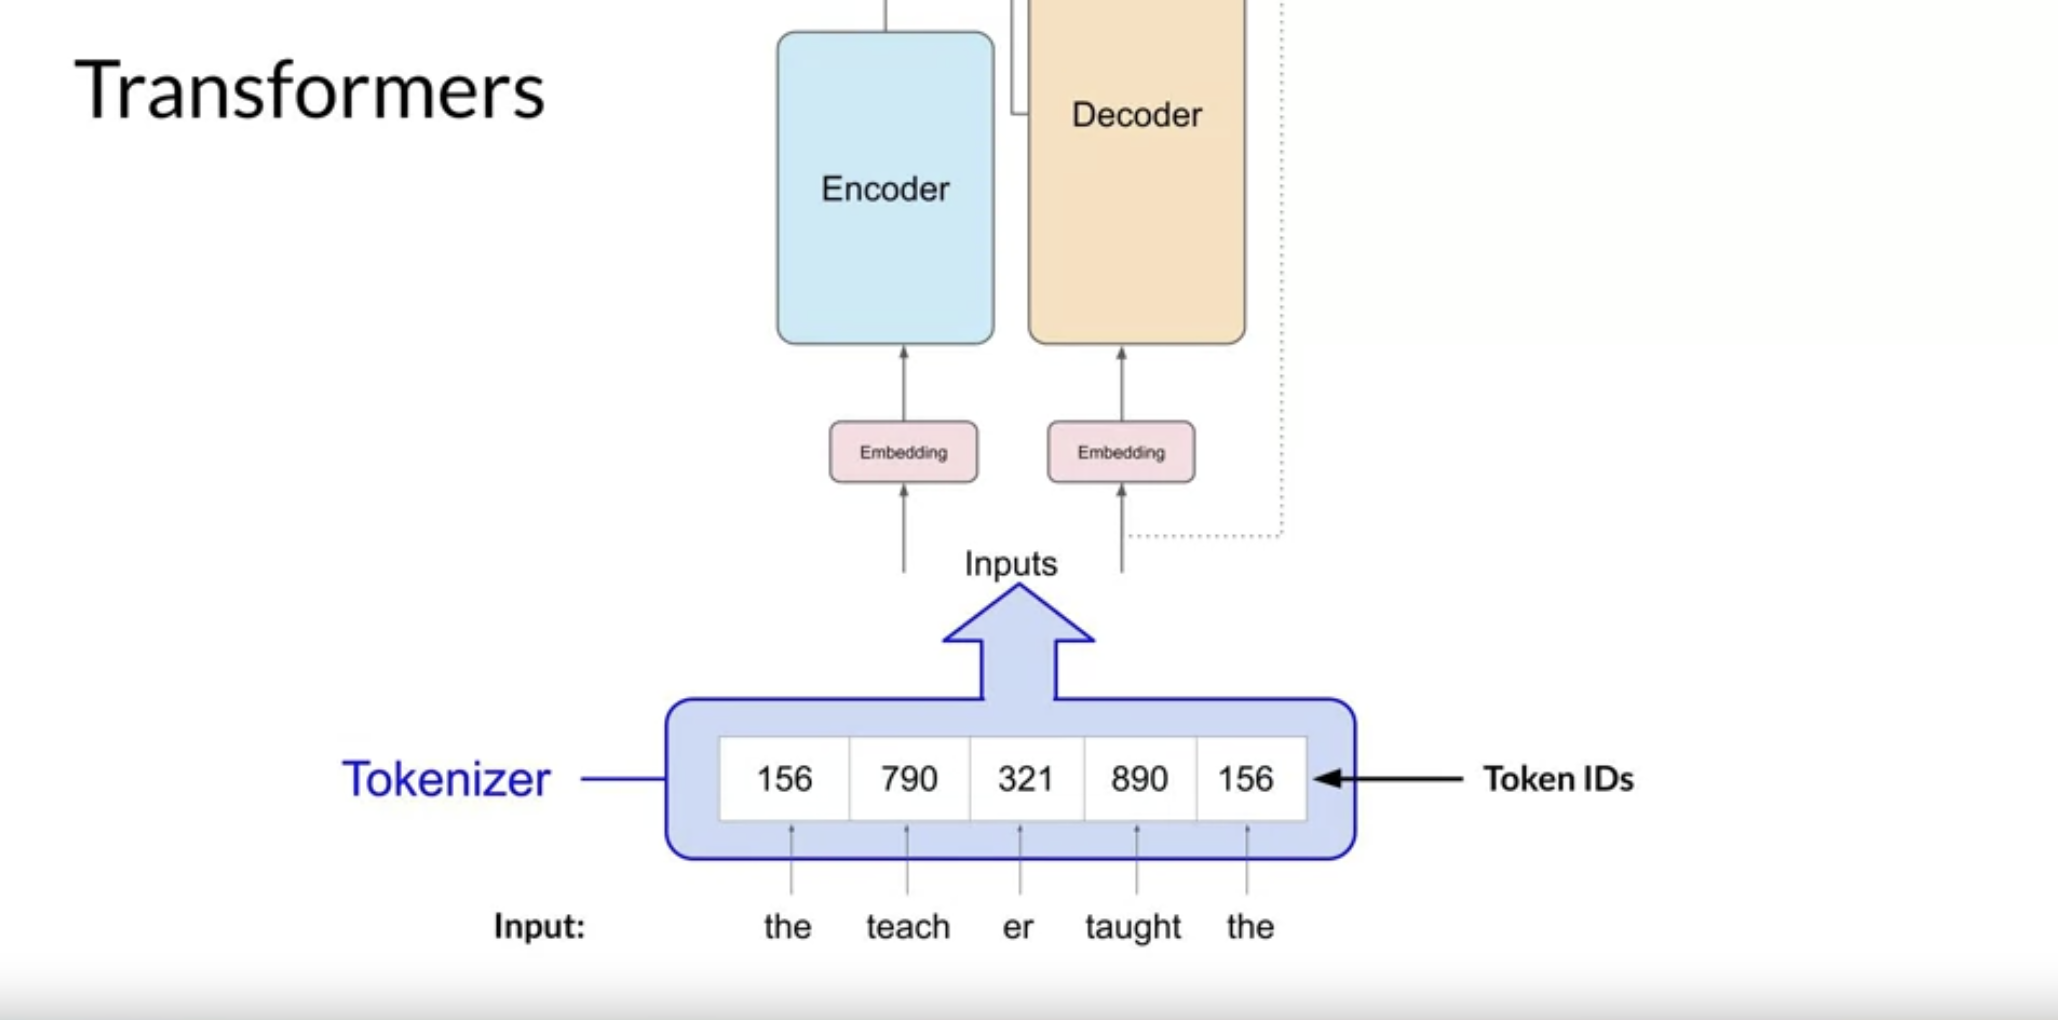 Transformers
Decoder
Encoder
Embedding
Embedding
Inputs
Tokenizer
156 790 321 890 156
Token IDs
Input: the teach er taught the